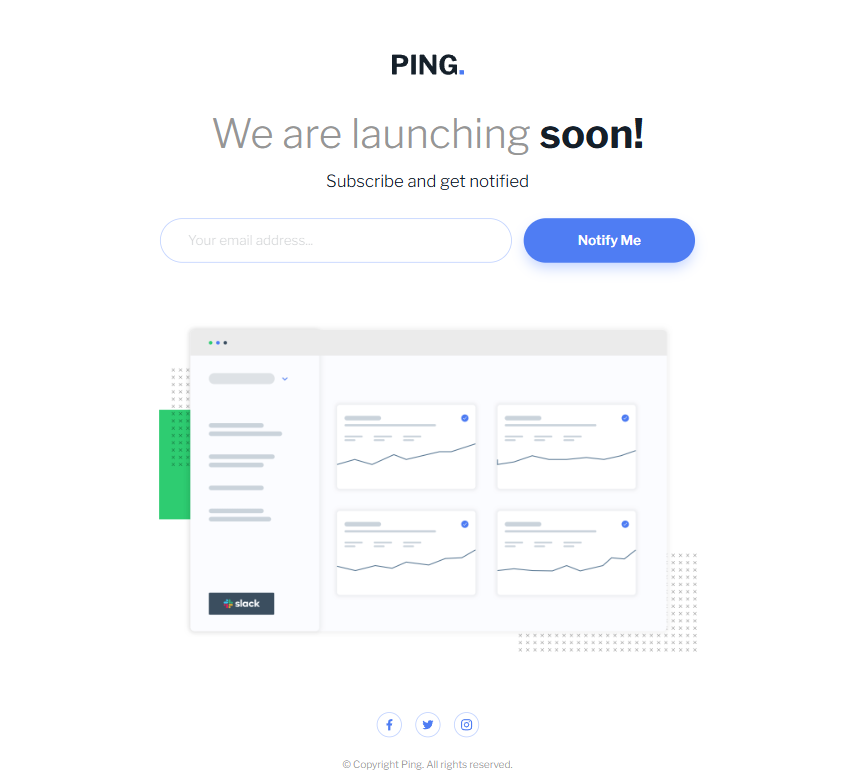 PING.
We are launching soon!
Subscribe and get notified
Your email address...
Notify Me
slack
© Copyright Ping. All rights reserved.